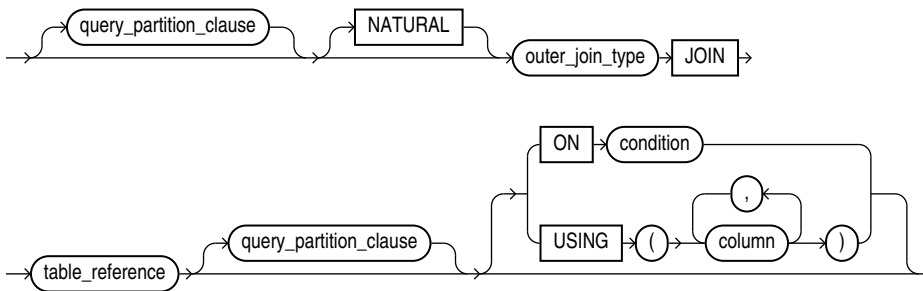 query_partition_clause NATURAL
outer_join_type JOIN
ON condition
,
USING ( column )
query_partition_clause
table_reference